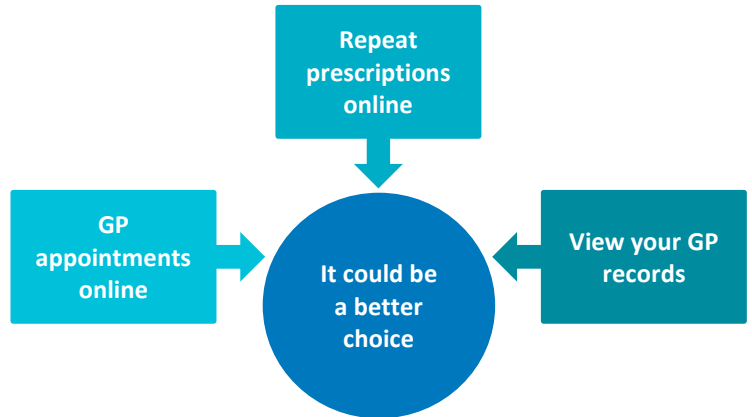 Repeat
prescriptions
online
GP
appointments
online
It could be
a better
choice
View your GP
records